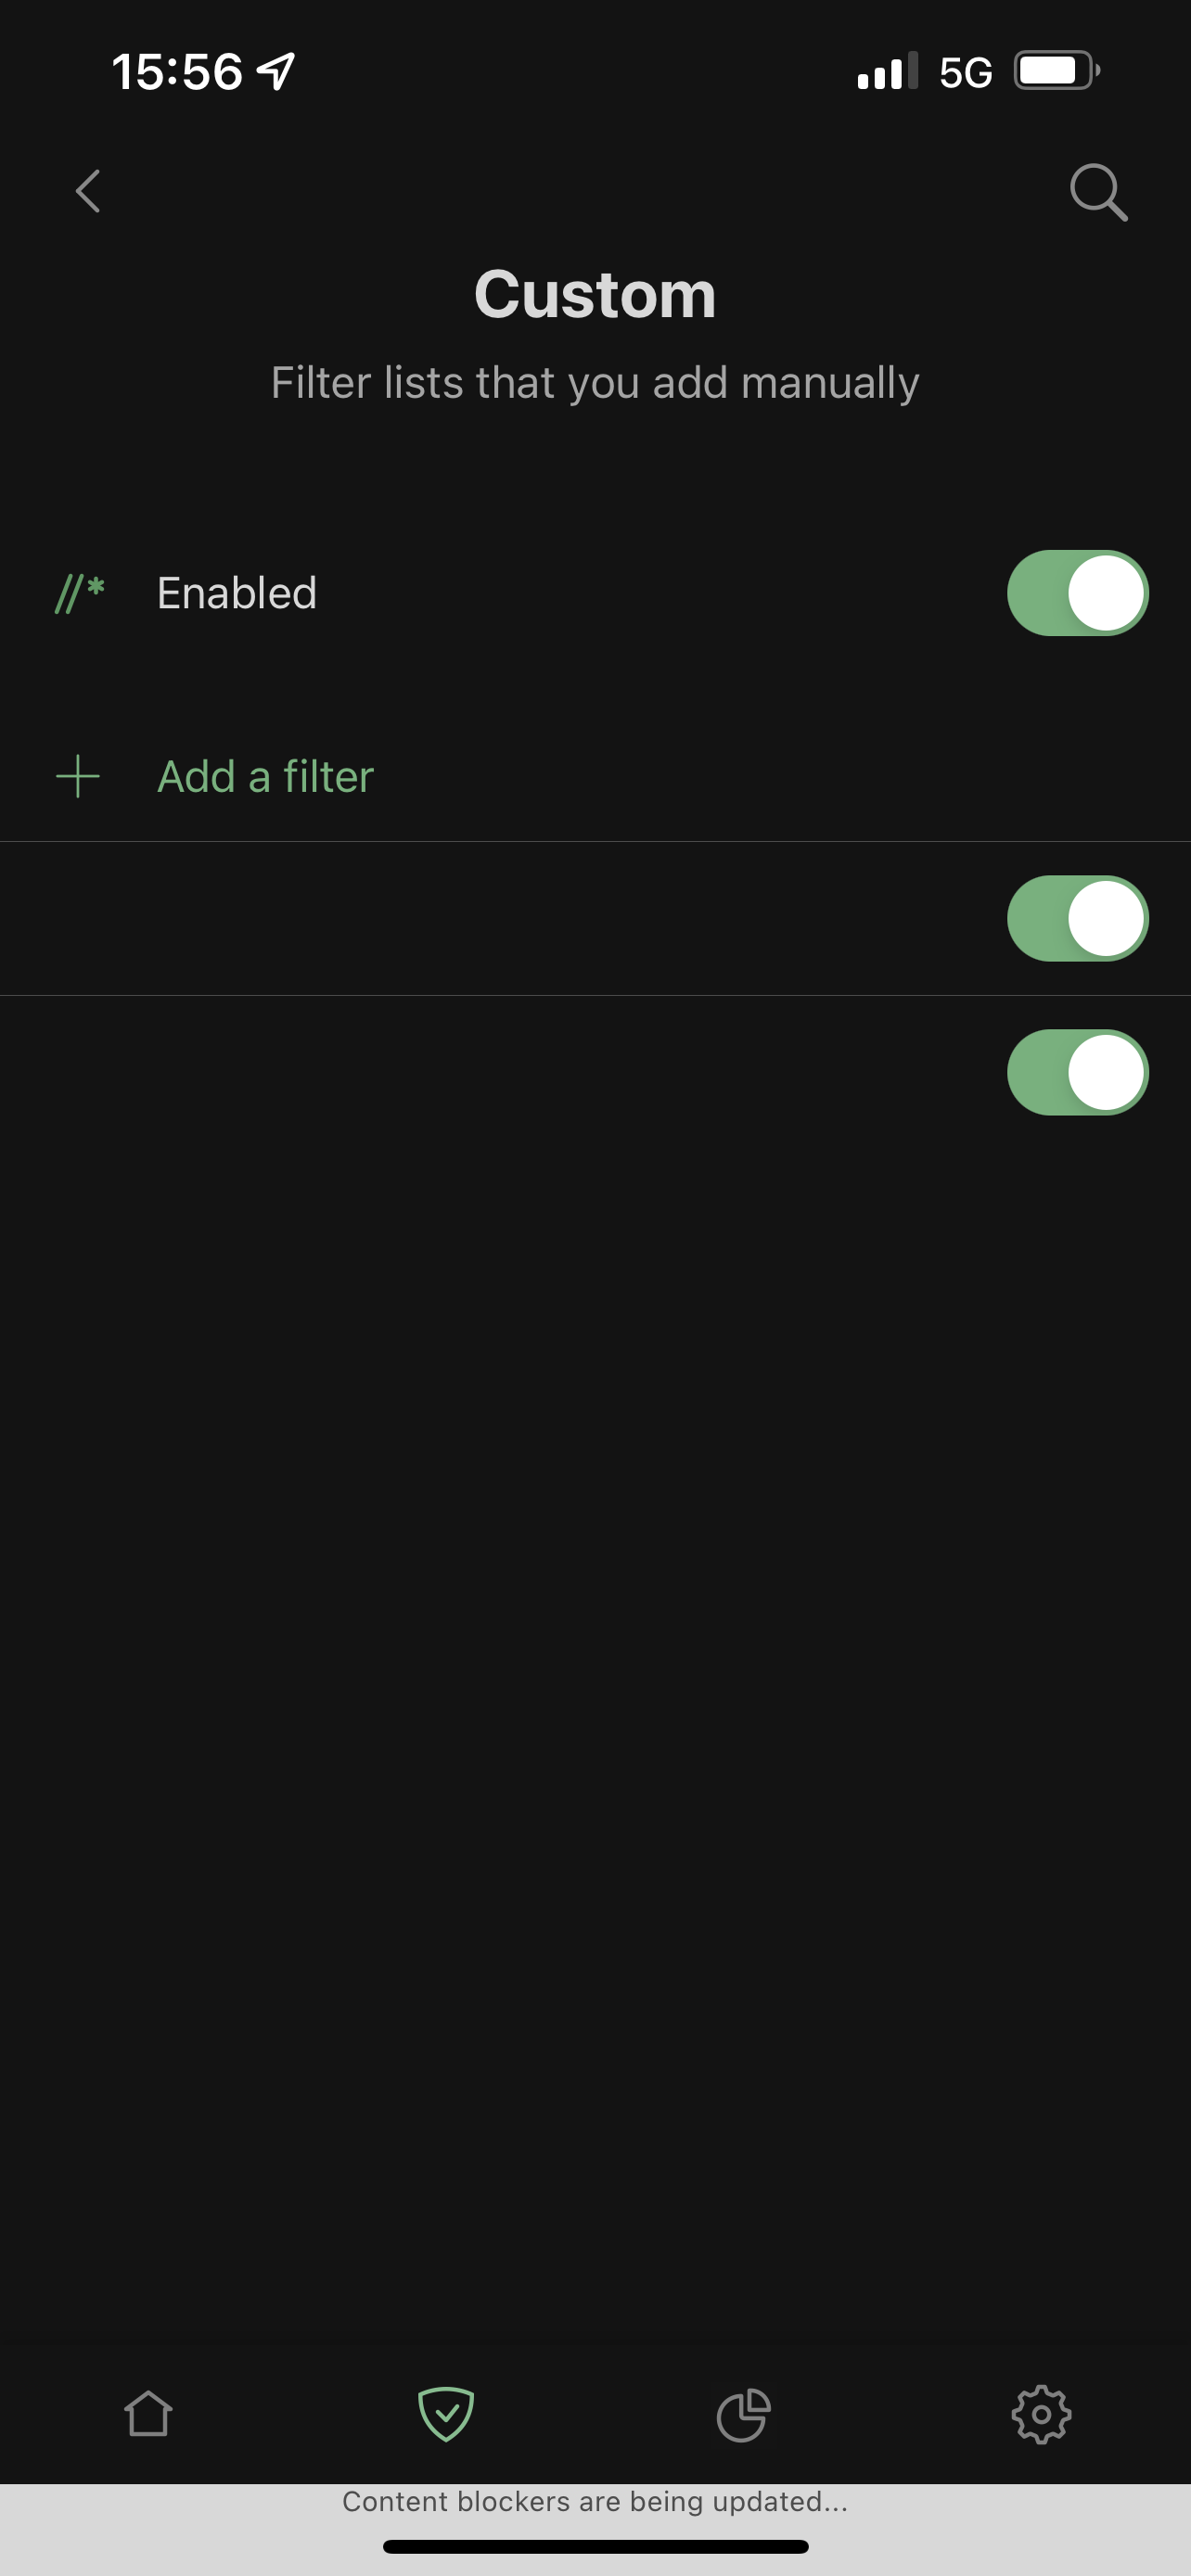 15:56
5G
Custom
Filter lists that you add manually
//* Enabled
Add a filter
Content blockers are being updated...